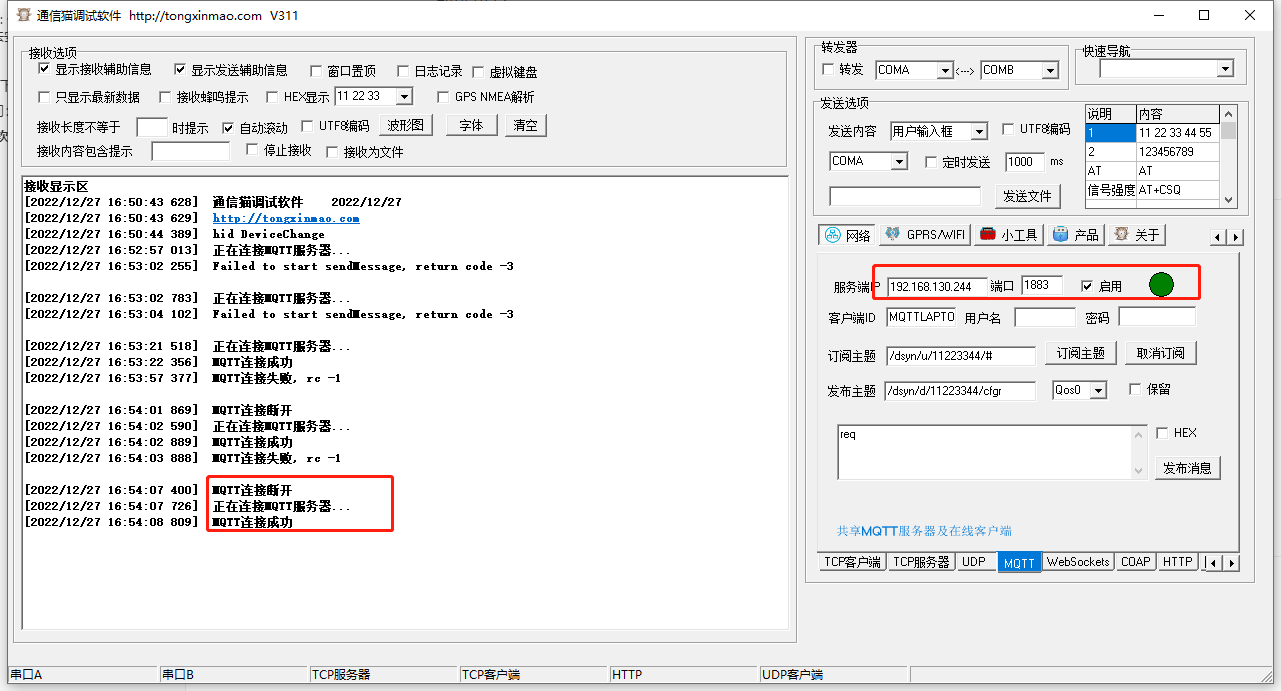 通信猫调试软件 http://tongxinmao.com V311
接收选项
显示接收辅助信息 显示发送辅助信息 窗口置顶 日志记录 虚拟键盘
只显示最新数据 接收蜂鸣提示 HEX显示 11 22 33 GPS NMEA解析
接收长度不等于 时提示 自动滚动 UTF8编码 波形图 字体 清空
接收内容包含提示 停止接收 接收为文件
接收显示区
[2022/12/27 16:50:43 628] 通信猫调试软件 2022/12/27
[2022/12/27 16:50:43 629] http://tongxinmao.com
[2022/12/27 16:50:44 389] hid DeviceChange
[2022/12/27 16:52:57 013] 正在连接MQTT服务器...
[2022/12/27 16:53:02 255] Failed to start sendMessage, return code -3
[2022/12/27 16:53:02 783] 正在连接MQTT服务器...
[2022/12/27 16:53:04 102] Failed to start sendMessage, return code -3
[2022/12/27 16:53:21 518] 正在连接MQTT服务器...
[2022/12/27 16:53:22 356] MQTT连接成功
[2022/12/27 16:53:57 377] MQTT连接失败, rc -1
[2022/12/27 16:54:01 869] MQTT连接断开
[2022/12/27 16:54:02 590] 正在连接MQTT服务器...
[2022/12/27 16:54:02 889] MQTT连接成功
[2022/12/27 16:54:03 888] MQTT连接失败, rc -1
[2022/12/27 16:54:07 400] MQTT连接断开
[2022/12/27 16:54:07 726] 正在连接MQTT服务器...
[2022/12/27 16:54:08 809] MQTT连接成功
转发器
转发 COMA <--> COMB
快速导航
发送选项
发送内容 用户输入框 UTF8编码
COMA 定时发送 1000 ms
发送文件
说明 内容
1 11 22 33 44 55
2 123456789
AT AT
信号强度 AT+CSQ
网络 GPRS/WIFI 小工具 产品 关于
服务端IP 192.168.130.244 端口 1883 启用
客户端ID MQTTLAPTO 用户名 密码
订阅主题 /dsyn/u/11223344/# 订阅主题 取消订阅
发布主题 /dsyn/d/11223344/cfgr Qos0 保留
req
HEX
发布消息
共享MQTT服务器及在线客户端
TCP客户端 TCP服务器 UDP MQTT WebSockets COAP HTTP
串口A 串口B TCP服务器 TCP客户端 HTTP UDP客户端